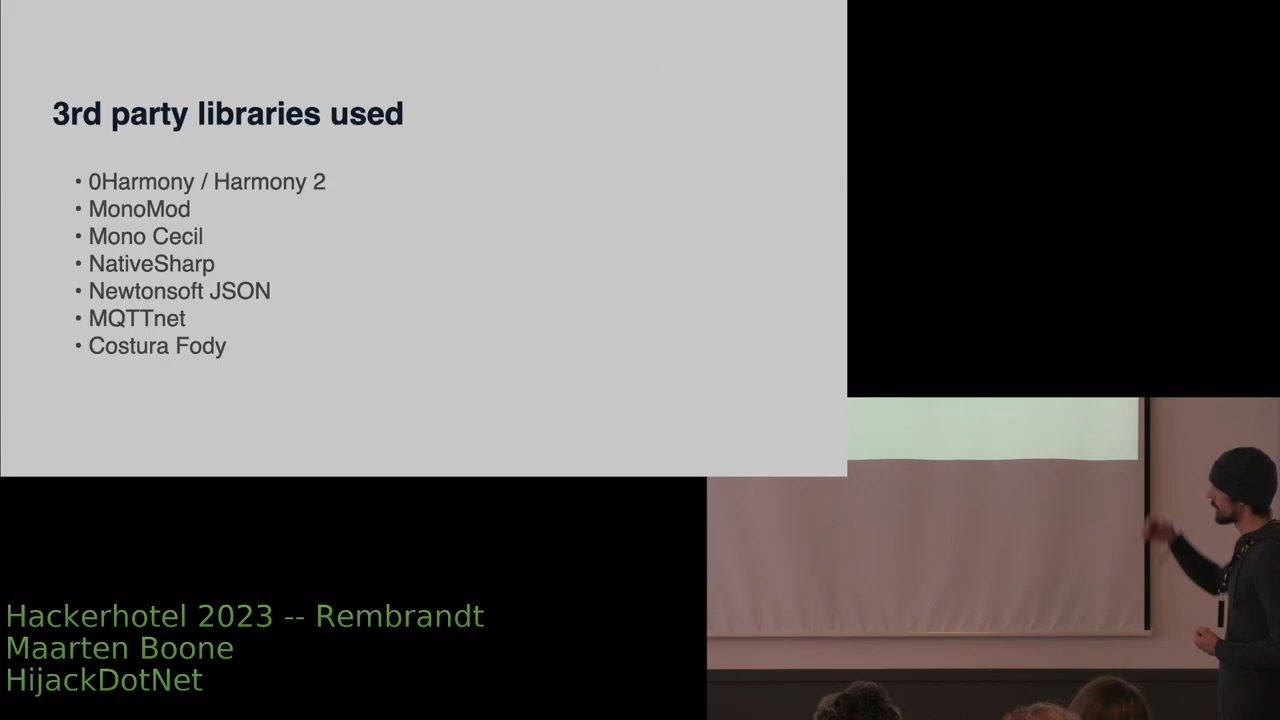 3rd party libraries used
• 0Harmony / Harmony 2
• MonoMod
• Mono Cecil
• NativeSharp
• Newtonsoft JSON
• MQTTnet
• Costura Fody
Hackerhotel 2023 -- Rembrandt
Maarten Boone
HijackDotNet